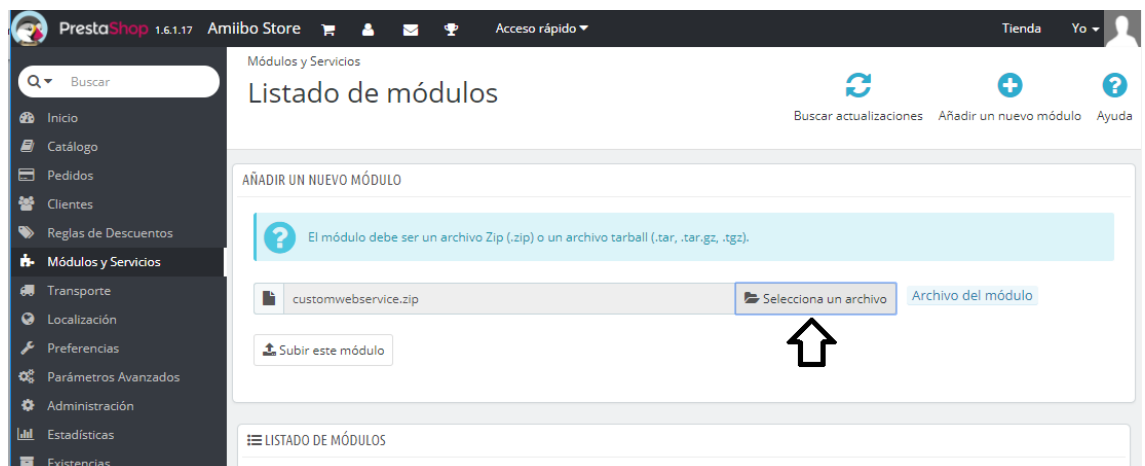 PrestaShop 1.6.1.17 Amiibo Store Acceso rápido Tienda Yo
Buscar
Inicio
Catálogo
Pedidos
Clientes
Reglas de Descuentos
Módulos y Servicios
Transporte
Localización
Preferencias
Parámetros Avanzados
Administración
Estadísticas
Existencias
Módulos y Servicios
Listado de módulos
Buscar actualizaciones Añadir un nuevo módulo Ayuda
AÑADIR UN NUEVO MÓDULO
El módulo debe ser un archivo Zip (.zip) o un archivo tarball (.tar, .tar.gz, .tgz).
customwebservice.zip Selecciona un archivo Archivo del módulo
Subir este módulo
LISTADO DE MÓDULOS